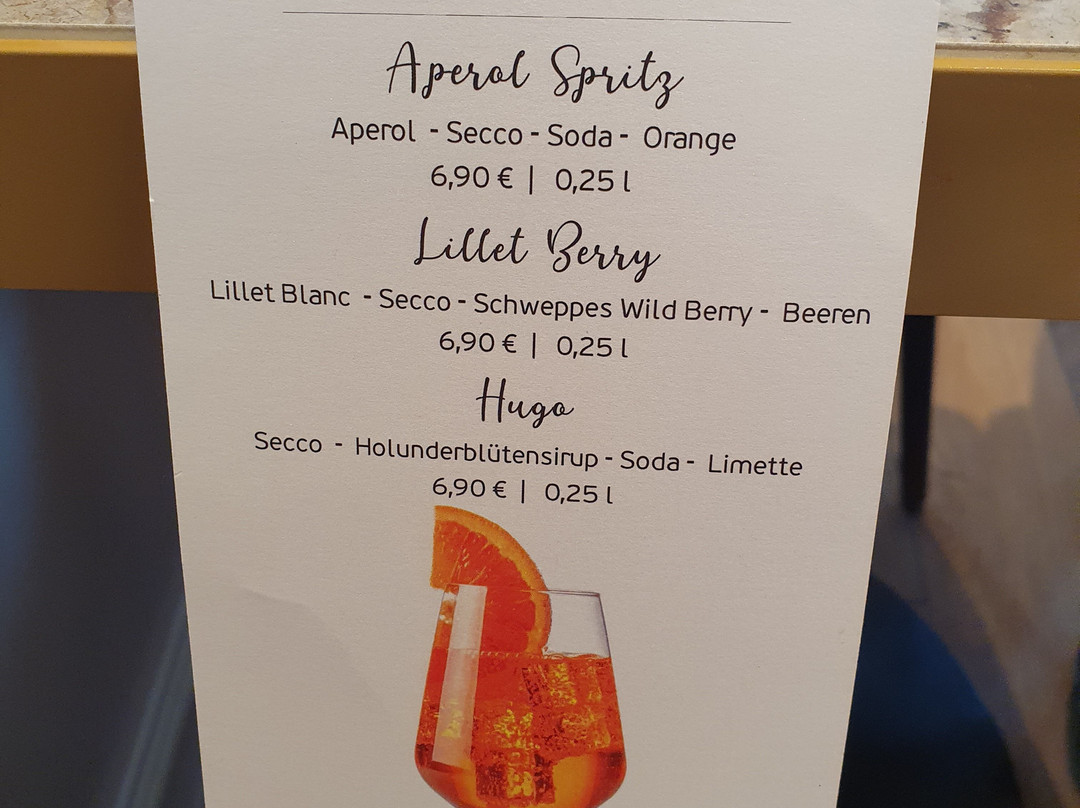 Aperol Spritz
Aperol - Secco - Soda - Orange
6,90 € | 0,25 l
Lillet Berry
Lillet Blanc - Secco - Schweppes Wild Berry - Beeren
6,90 € | 0,25 l
Hugo
Secco - Holunderblütensirup - Soda - Limette
6,90 € | 0,25 l